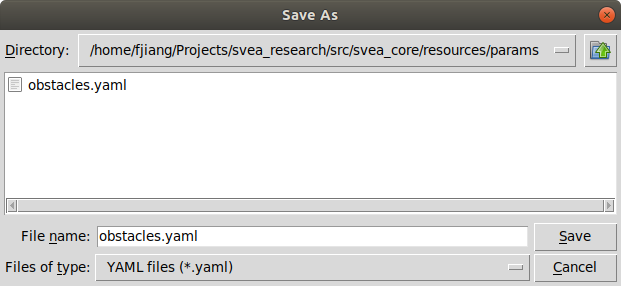 Save As
Directory: /home/fjiang/Projects/svea_research/src/svea_core/resources/params
obstacles.yaml
File name: obstacles.yaml Save
Files of type: YAML files (*.yaml) Cancel